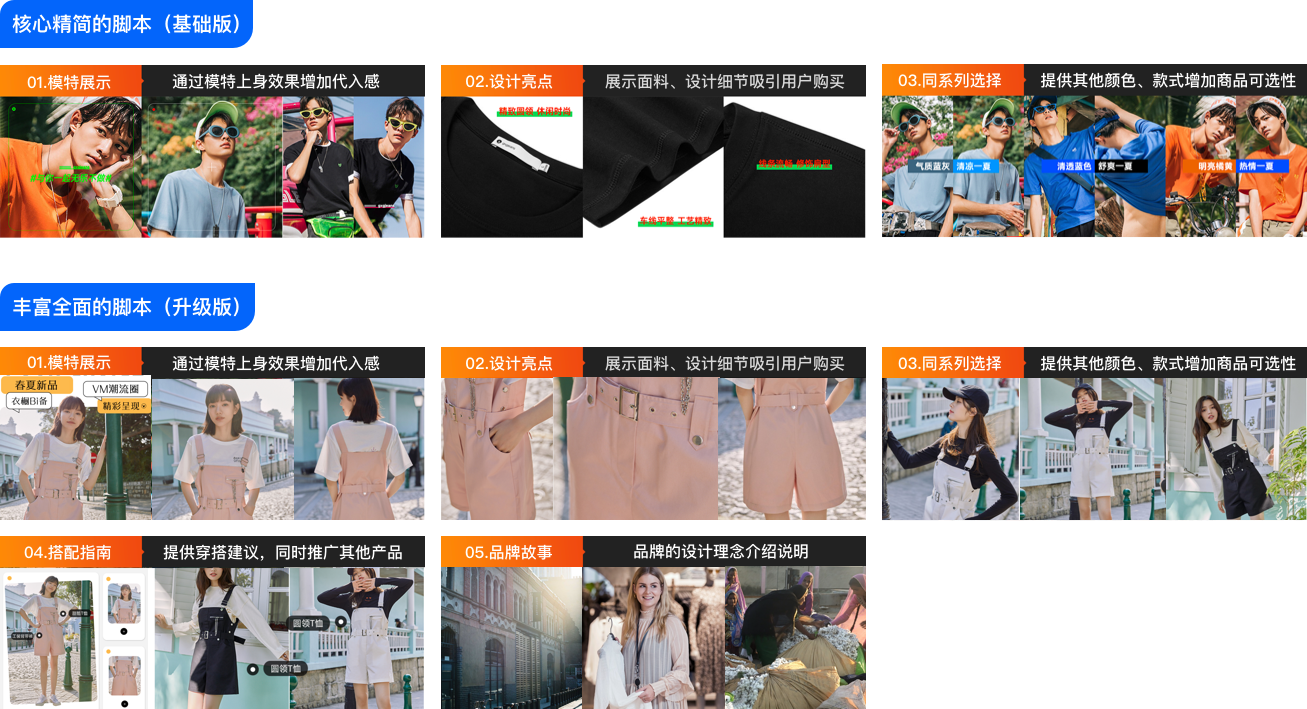 核心精简的脚本（基础版）
01.模特展示
通过模特上身效果增加代入感
02.设计亮点
展示面料、设计细节吸引用户购买
03.同系列选择
提供其他颜色、款式增加商品可选性
精致圆领 休闲时尚
车线平整 工艺精致
气质蓝灰 清凉一夏
清透蓝色 舒爽一夏
明亮橘黄 热情一夏
丰富全面的脚本（升级版）
01.模特展示
通过模特上身效果增加代入感
02.设计亮点
展示面料、设计细节吸引用户购买
03.同系列选择
提供其他颜色、款式增加商品可选性
春夏新品
衣橱Bi备
VM潮流圈
精彩呈现
04.搭配指南
提供穿搭建议，同时推广其他产品
05.品牌故事
品牌的设计理念介绍说明
圆领T恤
圆领T恤
圆领T恤